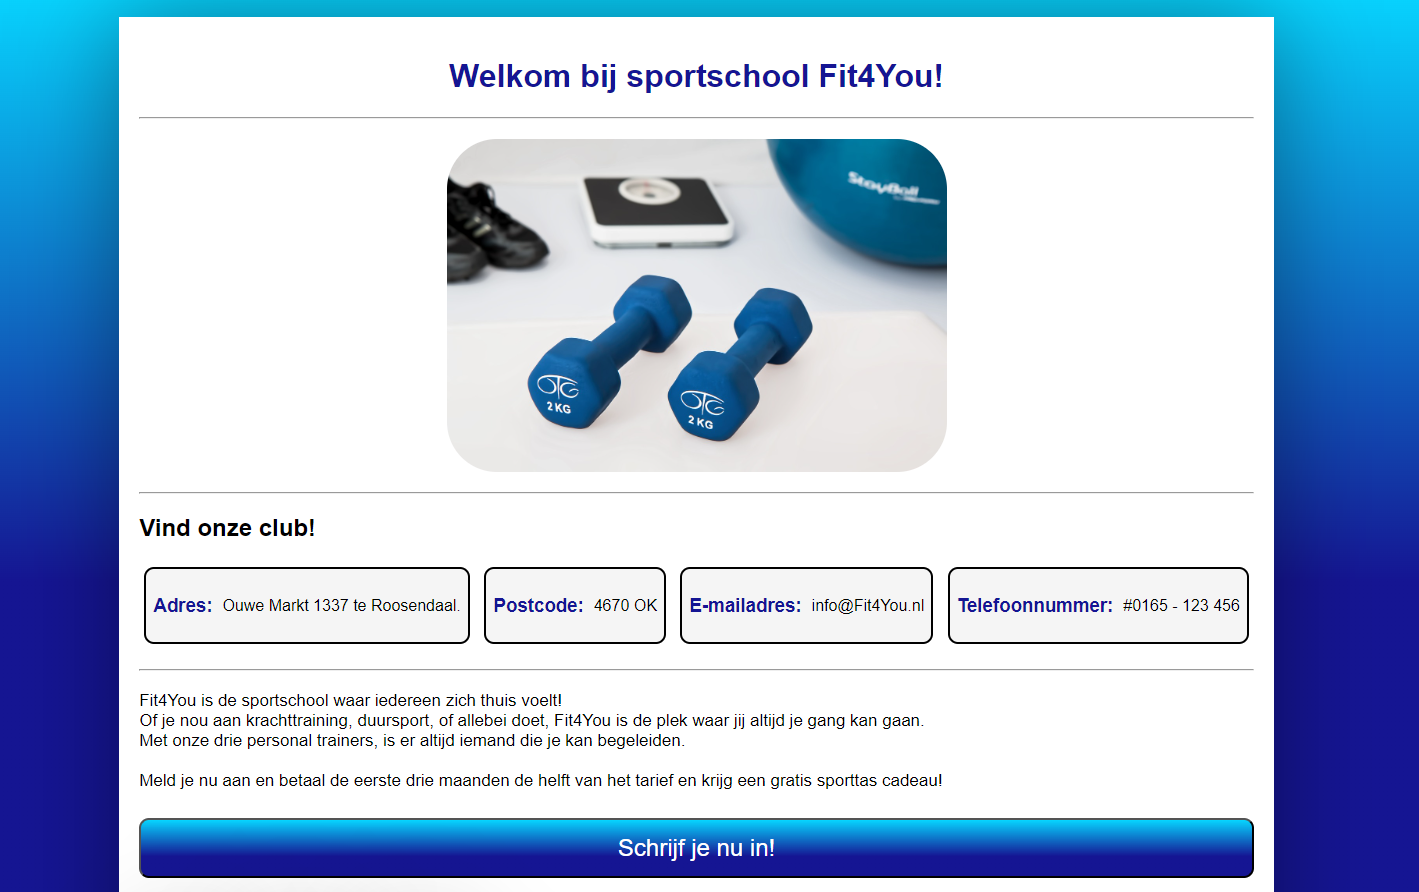 Welkom bij sportschool Fit4You!
StayBall
OTG
2 KG
OTG
2 KG
Vind onze club!
Adres: Ouwe Markt 1337 te Roosendaal.
Postcode: 4670 OK
E-mailadres: info@Fit4You.nl
Telefoonnummer: #0165 - 123 456
Fit4You is de sportschool waar iedereen zich thuis voelt!
Of je nou aan krachttraining, duursport, of allebei doet, Fit4You is de plek waar jij altijd je gang kan gaan.
Met onze drie personal trainers, is er altijd iemand die je kan begeleiden.
Meld je nu aan en betaal de eerste drie maanden de helft van het tarief en krijg een gratis sporttas cadeau!
Schrijf je nu in!